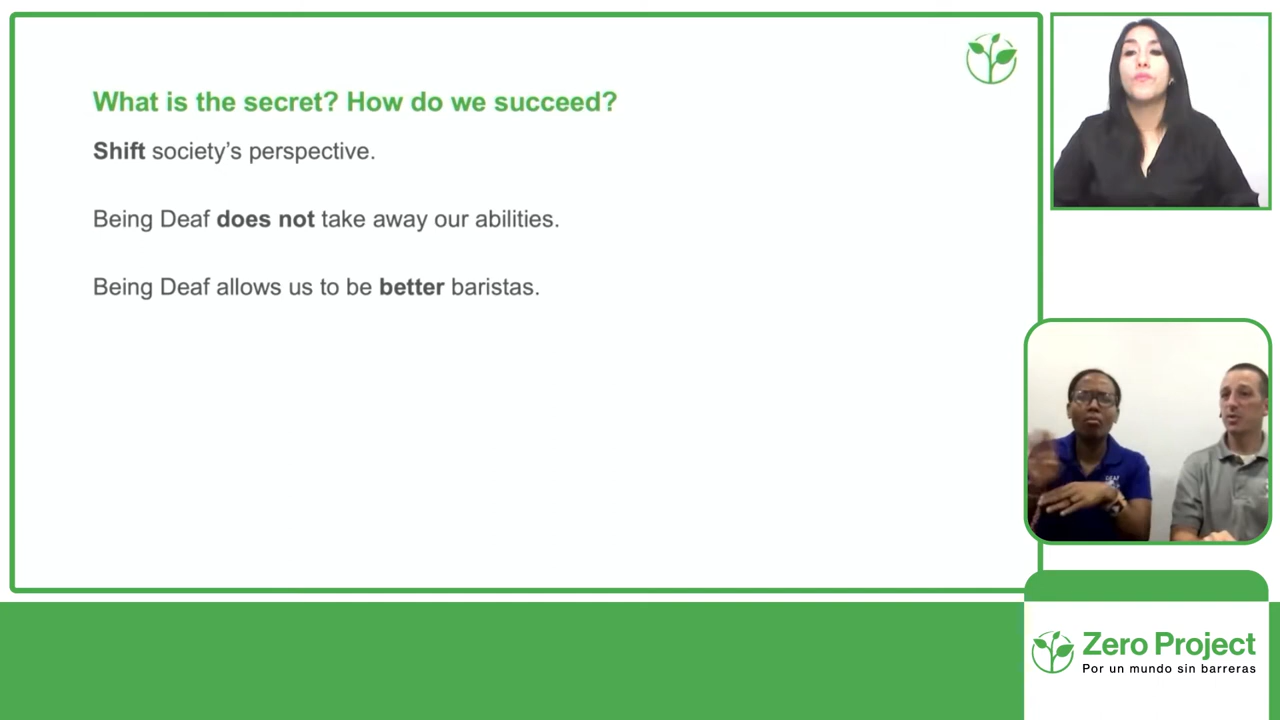 What is the secret? How do we succeed?
Shift society’s perspective.
Being Deaf does not take away our abilities.
Being Deaf allows us to be better baristas.
DEAF
Zero Project
Por un mundo sin barreras